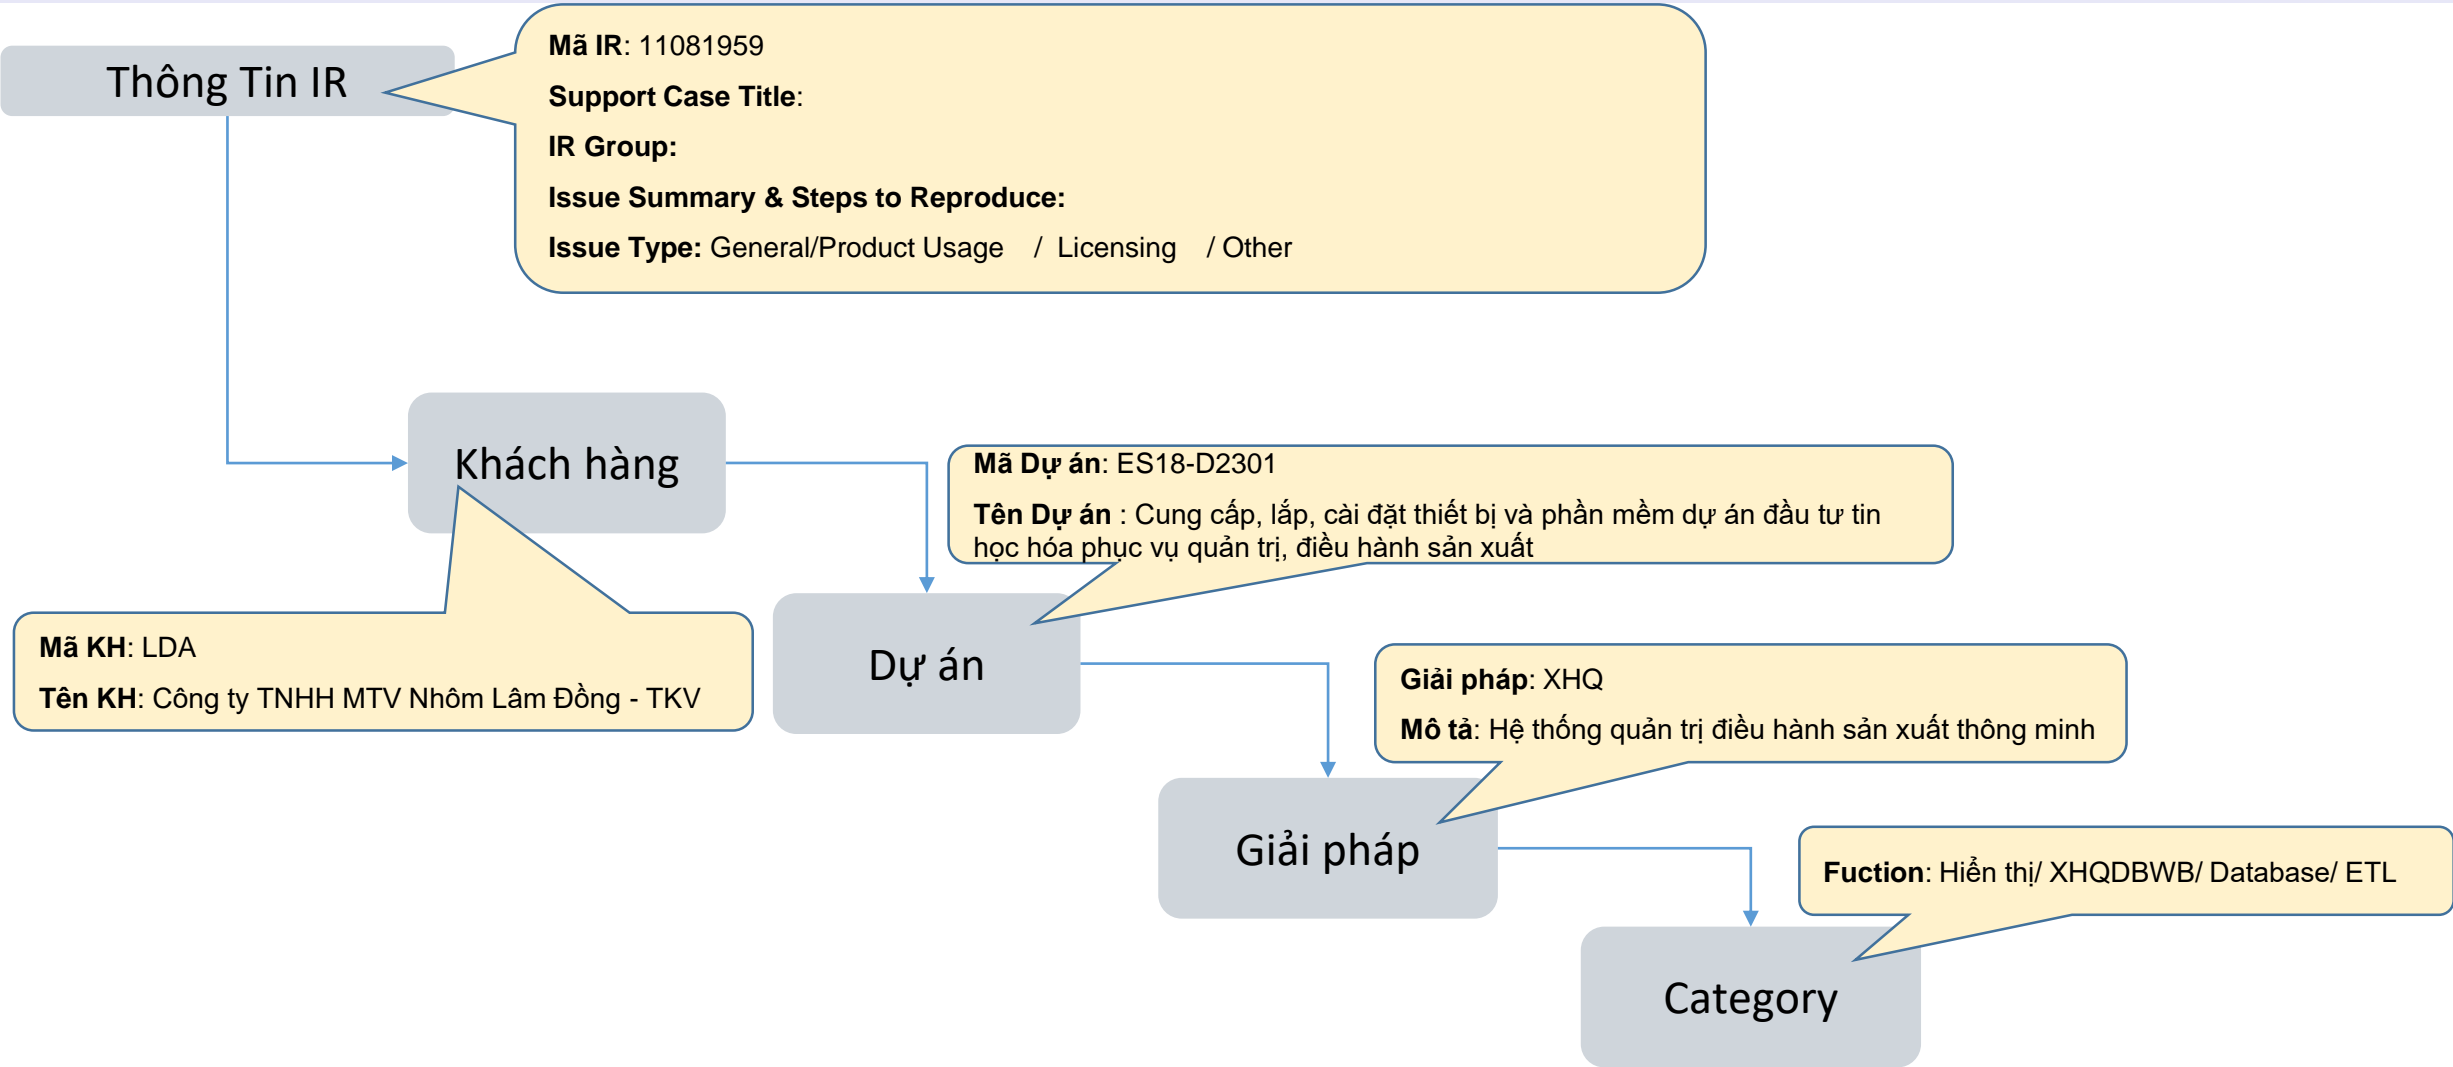 Thông Tin IR
Mã IR: 11081959
Support Case Title:
IR Group:
Issue Summary & Steps to Reproduce:
Issue Type: General/Product Usage / Licensing / Other
Khách hàng
Mã Dự án: ES18-D2301
Tên Dự án : Cung cấp, lắp, cài đặt thiết bị và phần mềm dự án đầu tư tin
học hóa phục vụ quản trị, điều hành sản xuất
Mã KH: LDA
Tên KH: Công ty TNHH MTV Nhôm Lâm Đồng - TKV
Dự án
Giải pháp: XHQ
Mô tả: Hệ thống quản trị điều hành sản xuất thông minh
Giải pháp
Fuction: Hiển thị/ XHQDBWB/ Database/ ETL
Category